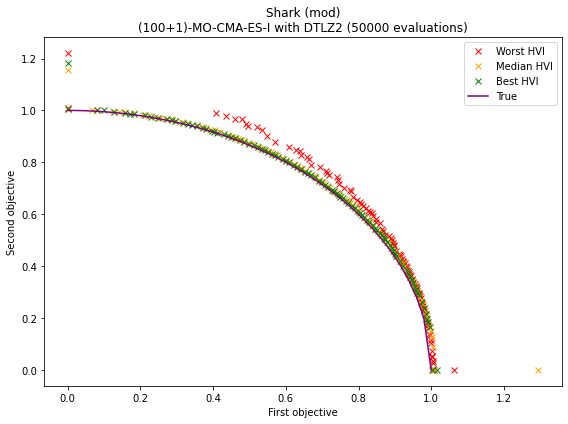 Shark (mod)
(100+1)-MO-CMA-ES-I with DTLZ2 (50000 evaluations)
Worst HVI
Median HVI
Best HVI
True
Second objective
1.2
1.0
0.8
0.6
0.4
0.2
0.0
0.0 0.2 0.4 0.6 0.8 1.0 1.2
First objective